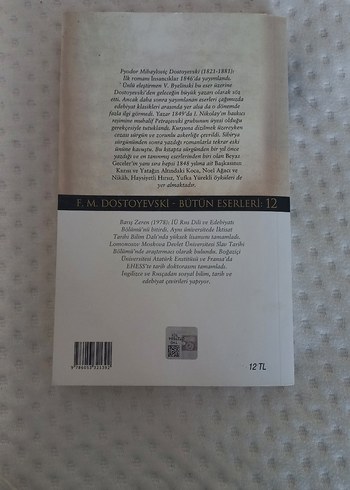 Fyodor Mihayloviç Dostoyevski (1821-1881):
İlk romanı İnsancıklar 1846'da yayımlandı.
Ünlü eleştirmen V. Byelinski bu eser üzerine
Dostoyevski'den geleceğin büyük yazarı olarak söz
etti. Ancak daha sonra yayımlanan eserleri çağımızda
edebiyat klasikleri arasında yer alsa da o dönemde
fazla ilgi görmedi. Yazar 1849'da I. Nikolay'ın baskıcı
rejimine muhalif Petraşevski grubunun üyesi olduğu
gerekçesiyle tutuklandı. Kurşuna dizilmek üzereyken
cezası sürgün ve zorunlu askerliğe çevrildi. Sibirya
sürgününden sonra yazdığı romanlarla tekrar eski
ününe kavuştu. Bu kitapta sürgünden bir yıl önce
yazdığı ve en tanınmış eserlerinden biri olan Beyaz
Geceler'in yanı sıra hepsi 1848 yılına ait Başkasının
Karısı ve Yatağın Altındaki Koca, Noel Ağacı ve
Nikâh, Haysiyetli Hırsız, Yufka Yürekli öyküleri de
yer almaktadır.
F. M. DOSTOYEVSKİ - BÜTÜN ESERLERİ: 12
Barış Zeren (1978); İÜ Rus Dili ve Edebiyatı
Bölümü'nü bitirdi. Aynı üniversitede İktisat
Tarihi Bilim Dalı'nda yüksek lisansını tamamladı.
Lomonosov Moskova Devlet Üniversitesi Slav Tarihi
Bölümü'nde araştırmacı olarak bulundu. Boğaziçi
Üniversitesi Atatürk Enstitüsü ve Fransa'da
EHESS'te tarih doktorasını tamamladı.
İngilizce ve Rusçadan sosyal bilim, tarih ve
edebiyat çevirileri yapıyor.
12 TL